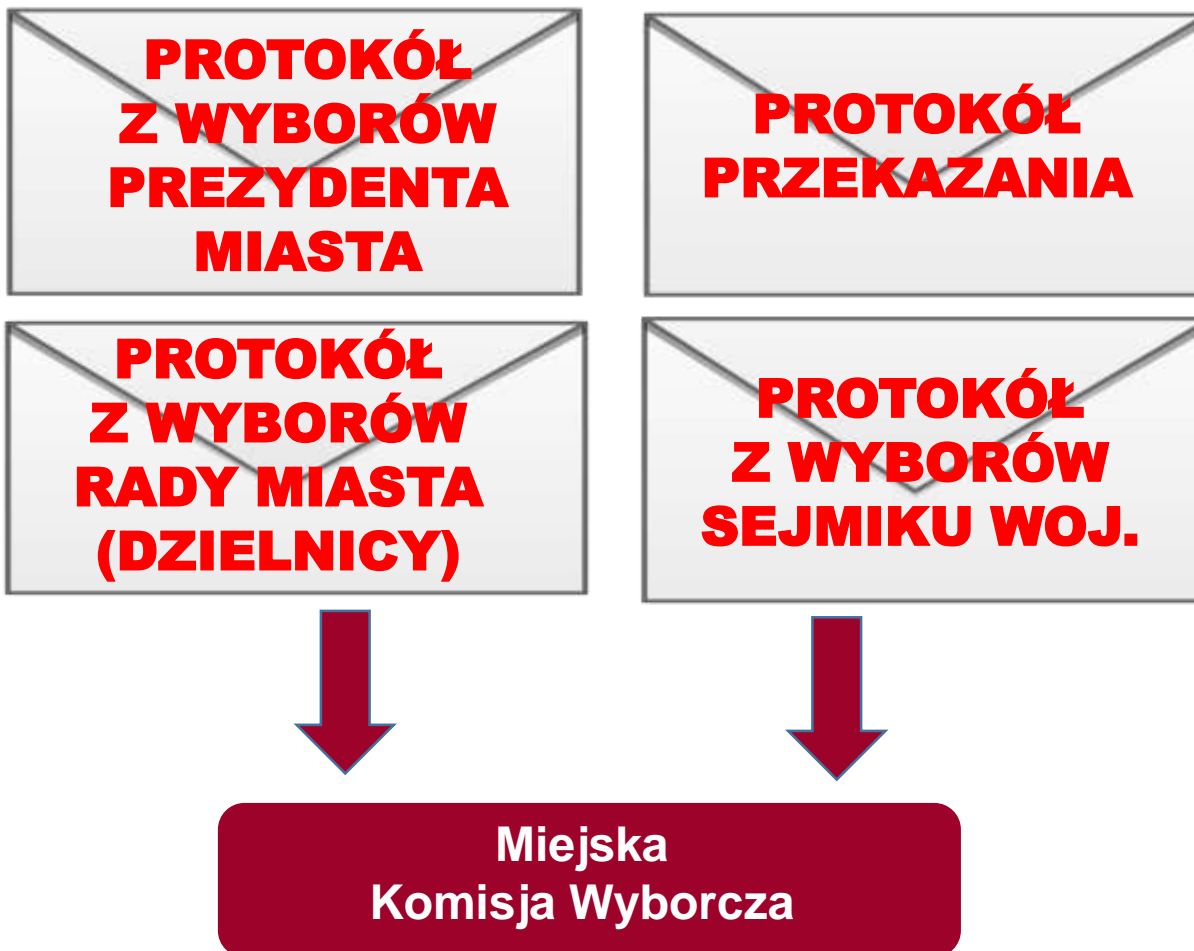 PROTOKÓŁ
Z WYBORÓW
PREZYDENTA
MIASTA
PROTOKÓŁ
PRZEKAZANIA
PROTOKÓŁ
Z WYBORÓW
RADY MIASTA
(DZIELNICY)
PROTOKÓŁ
Z WYBORÓW
SEJMIKU WOJ.
Miejska
Komisja Wyborcza